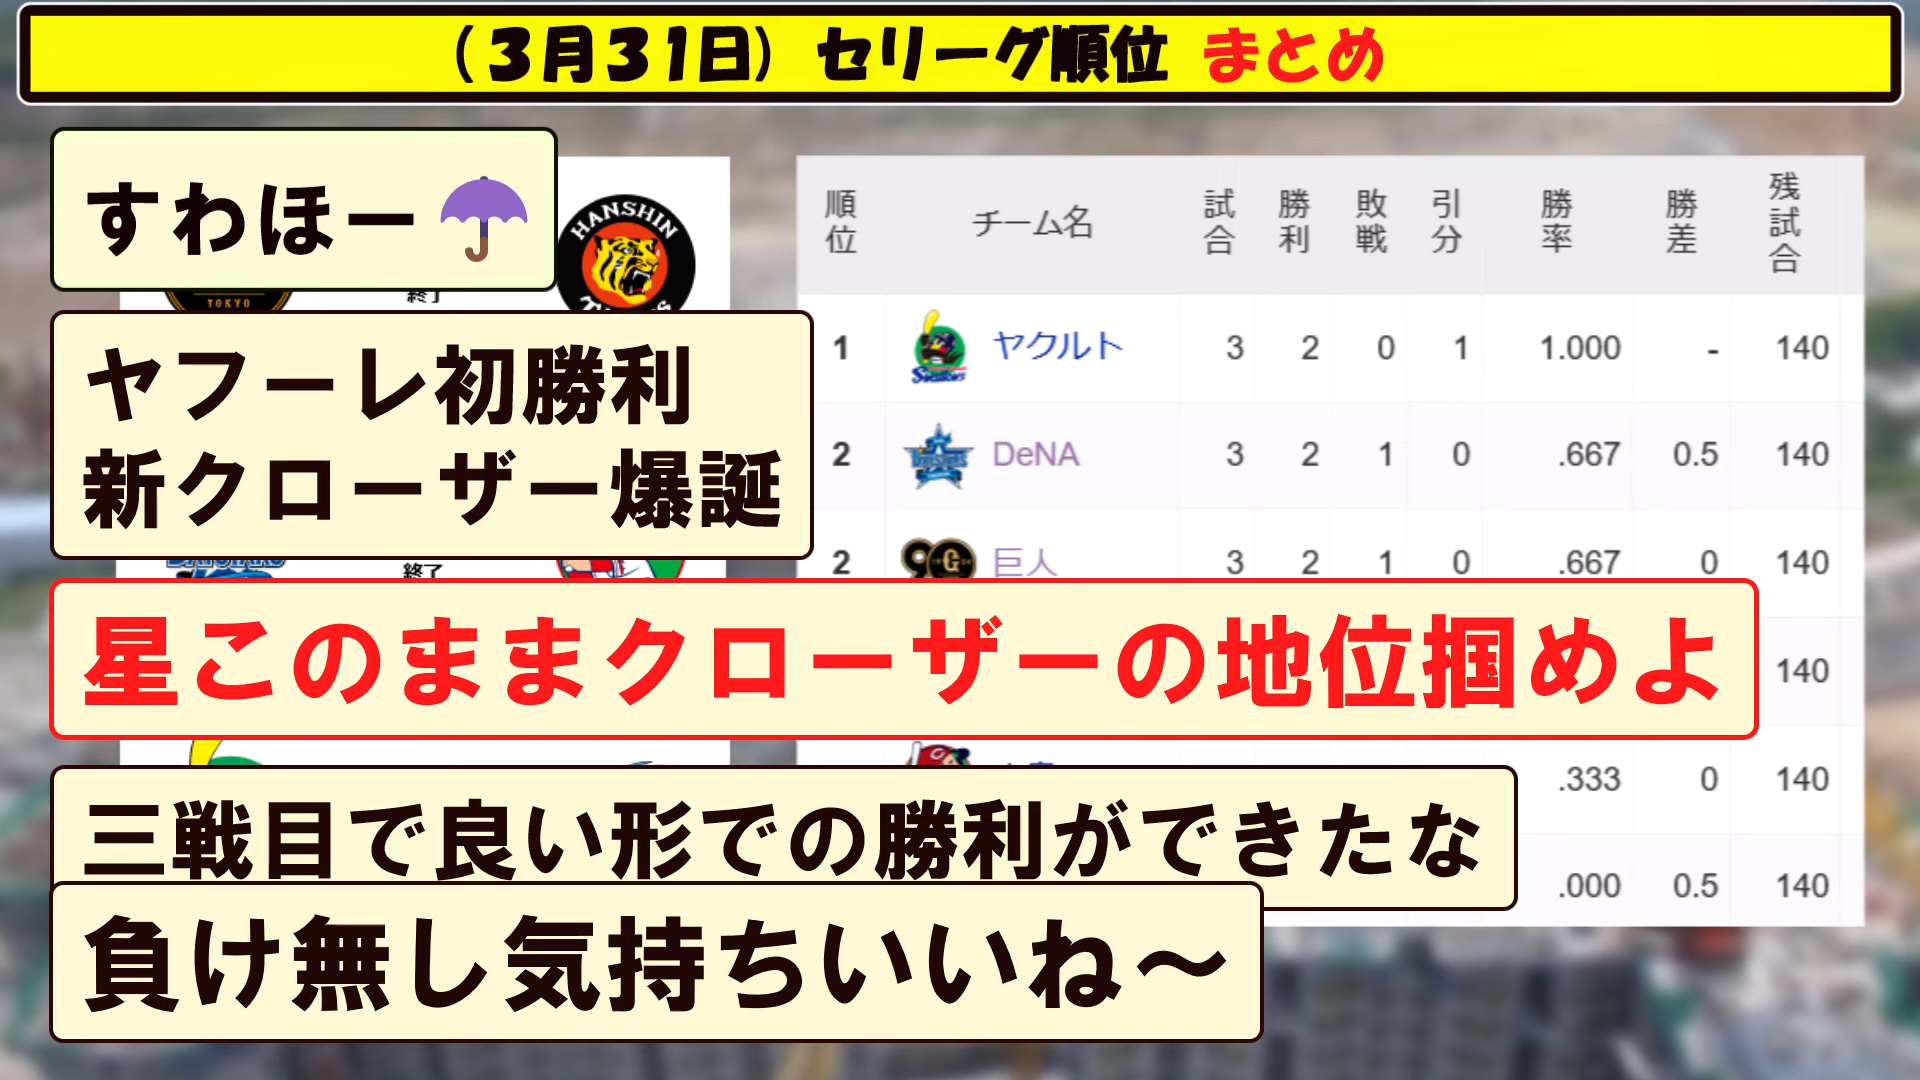 （3月31日）セリーグ順位 まとめ
すわほー
HANSHIN
TOKYO
終了
ヤフーレ初勝利
新クローザー爆誕
終了
星このままクローザーの地位掴めよ
三戦目で良い形での勝利ができたな
負け無し気持ちいいね～
順位 チーム名 試合 勝利 敗戦 引分 勝率 勝差 残試合
1 ヤクルト 3 2 0 1 1.000 - 140
2 DeNA 3 2 1 0 .667 0.5 140
2 巨人 3 2 1 0 .667 0 140
140
.333 0 140
.000 0.5 140